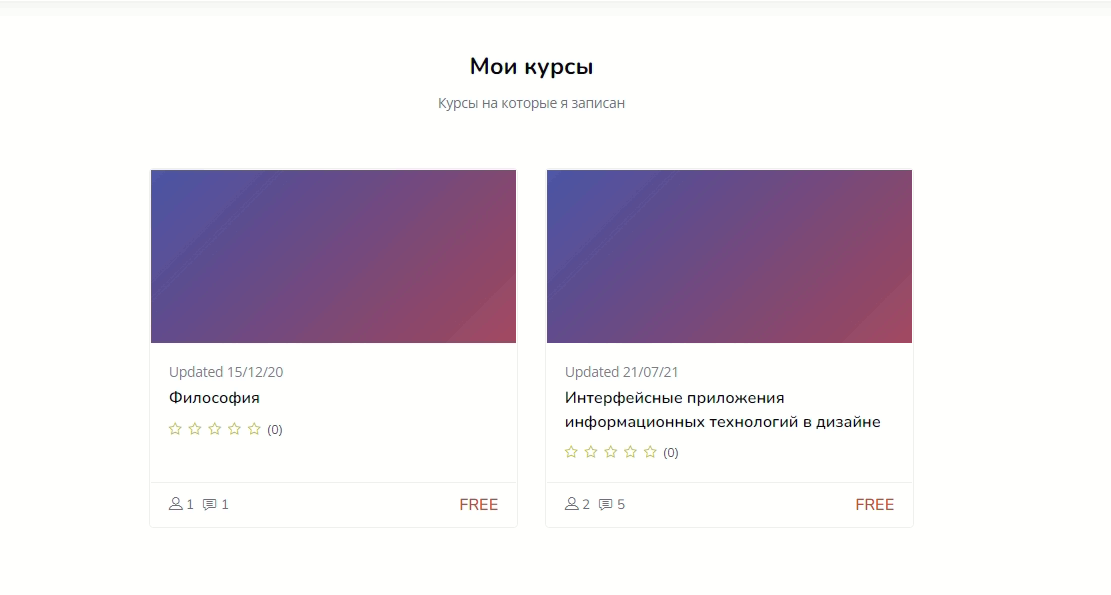 Мои курсы
Курсы на которые я записан
Updated 15/12/20
Философия
(0)
1 1
FREE
Updated 21/07/21
Интерфейсные приложения
информационных технологий в дизайне
(0)
2 5
FREE